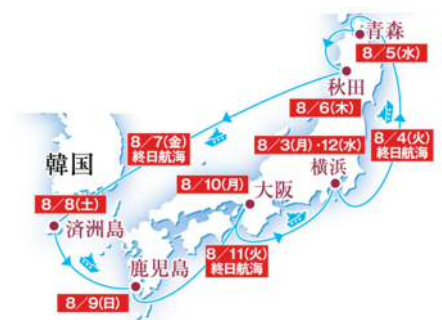 青森
8/5(水)
秋田
8/6(木)
8/7(金)
終日航海
8/3(月)・12(水)
8/4(火)
終日航海
韓国
横浜
8/10(月)
大阪
8/8(土)
済洲島
8/11(火)
終日航海
鹿児島
8/9(日)